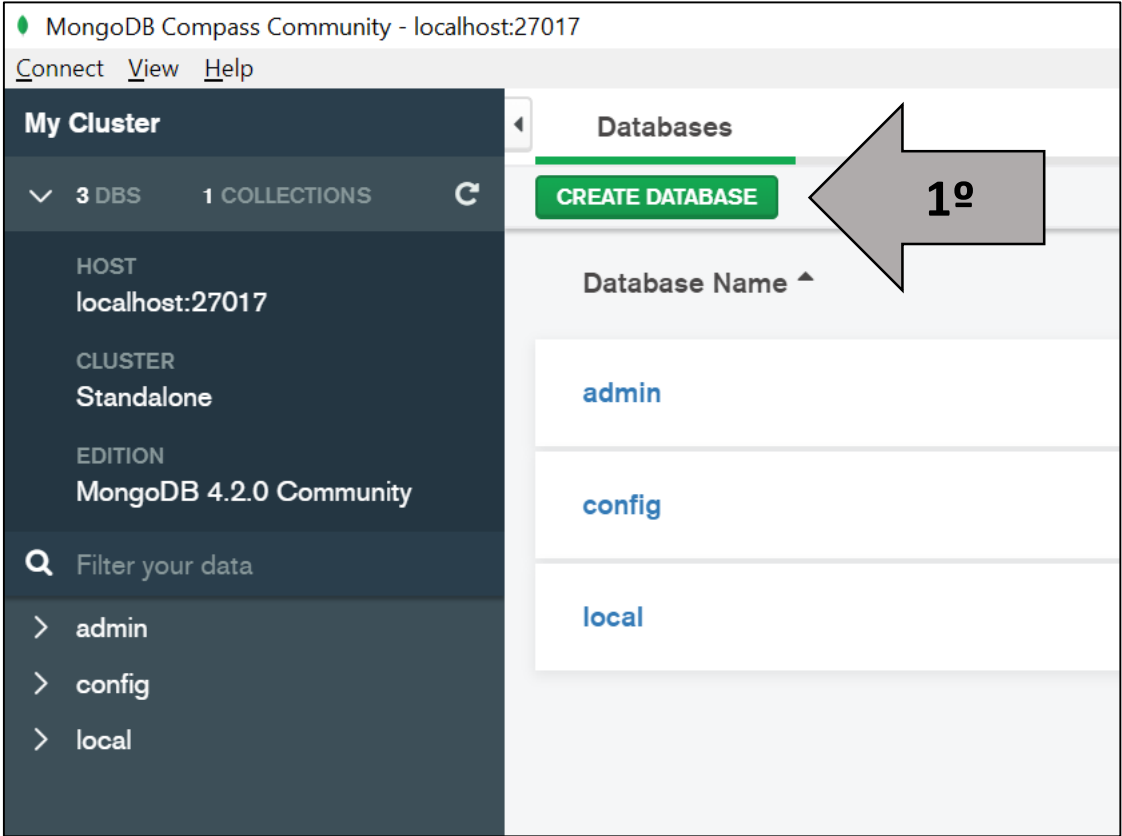 MongoDB Compass Community - localhost:27017
Connect View Help
My Cluster
Databases
3 DBS 1 COLLECTIONS
CREATE DATABASE
1º
HOST
localhost:27017
Database Name
CLUSTER
Standalone
admin
EDITION
MongoDB 4.2.0 Community
config
Filter your data
local
admin
config
local